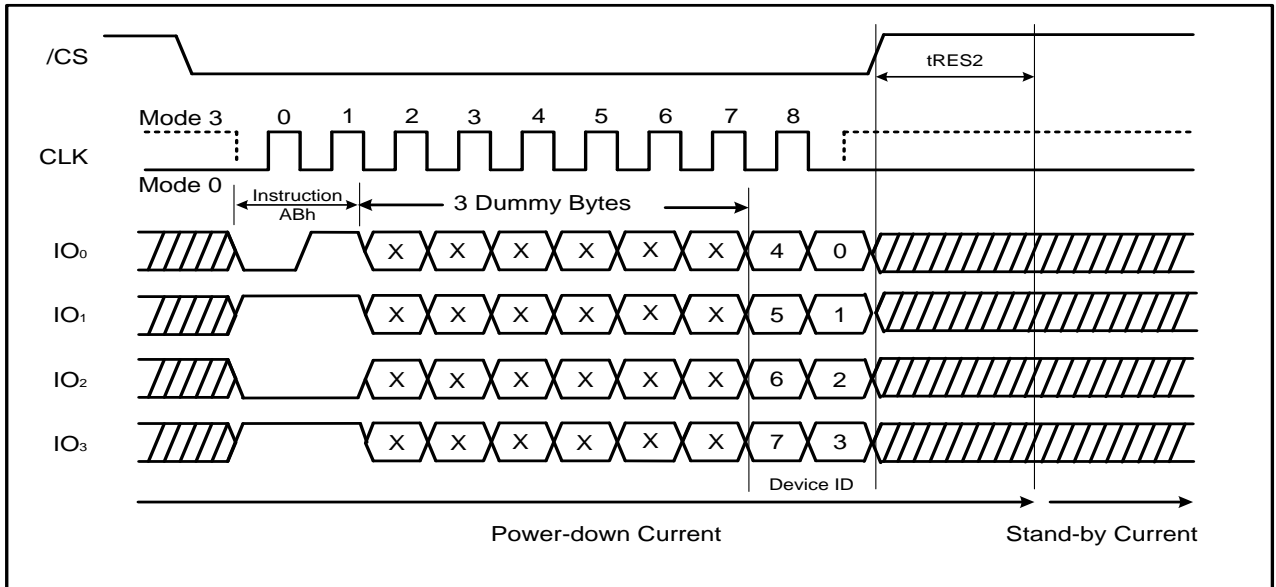 /CS
tRES2
Mode 3 0 1 2 3 4 5 6 7 8
CLK
Mode 0
Instruction
ABh
3 Dummy Bytes
IO₀ X X X X X X 4 0
IO₁ X X X X X X 5 1
IO₂ X X X X X X 6 2
IO₃ X X X X X X 7 3
Device ID
Power-down Current Stand-by Current